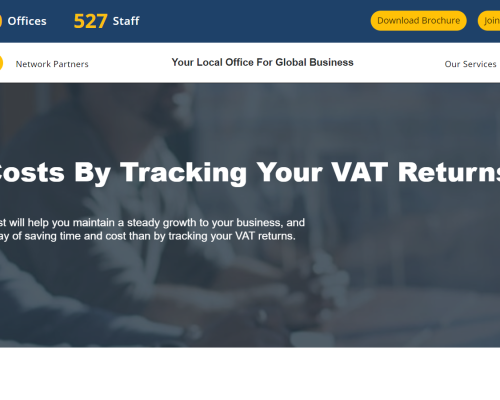 Offices 527 Staff Download Brochure Join
Network Partners Your Local Office For Global Business Our Services
Costs By Tracking Your VAT Returns
st will help you maintain a steady growth to your business, and
ay of saving time and cost than by tracking your VAT returns.